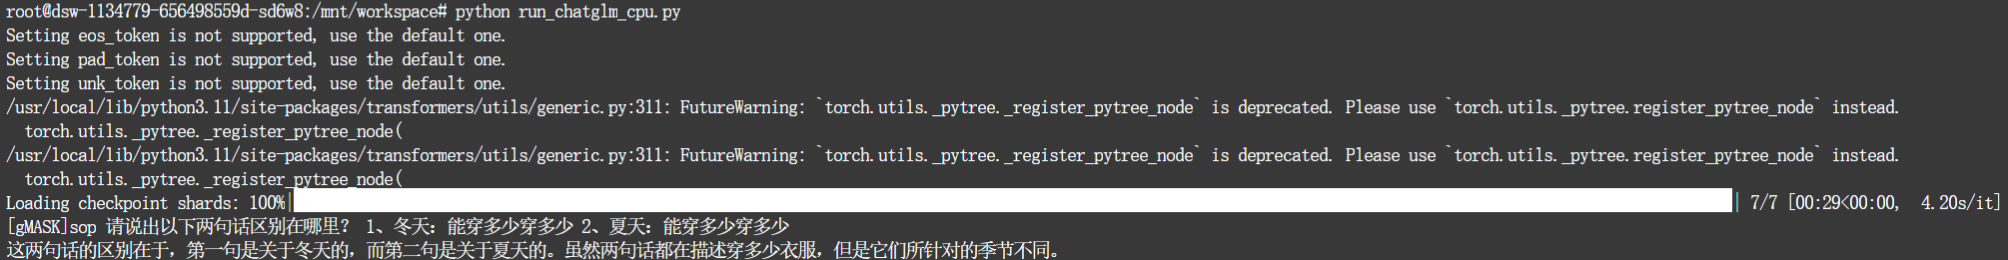 root@dsw-1134779-656498559d-sd6w8:/mnt/workspace# python run_chatglm_cpu.py
Setting eos_token is not supported, use the default one.
Setting pad_token is not supported, use the default one.
Setting unk_token is not supported, use the default one.
/usr/local/lib/python3.11/site-packages/transformers/utils/generic.py:311: FutureWarning: `torch.utils._pytree._register_pytree_node` is deprecated. Please use `torch.utils._pytree.register_pytree_node` instead.
  torch.utils._pytree._register_pytree_node(
/usr/local/lib/python3.11/site-packages/transformers/utils/generic.py:311: FutureWarning: `torch.utils._pytree._register_pytree_node` is deprecated. Please use `torch.utils._pytree.register_pytree_node` instead.
  torch.utils._pytree._register_pytree_node(
Loading checkpoint shards: 100%| | 7/7 [00:29<00:00,  4.20s/it]
[gMASK]sop 请说出以下两句话区别在哪里？ 1、冬天：能穿多少穿多少 2、夏天：能穿多少穿多少
这两句话的区别在于，第一句是关于冬天的，而第二句是关于夏天的。虽然两句话都在描述穿多少衣服，但是它们所针对的季节不同。